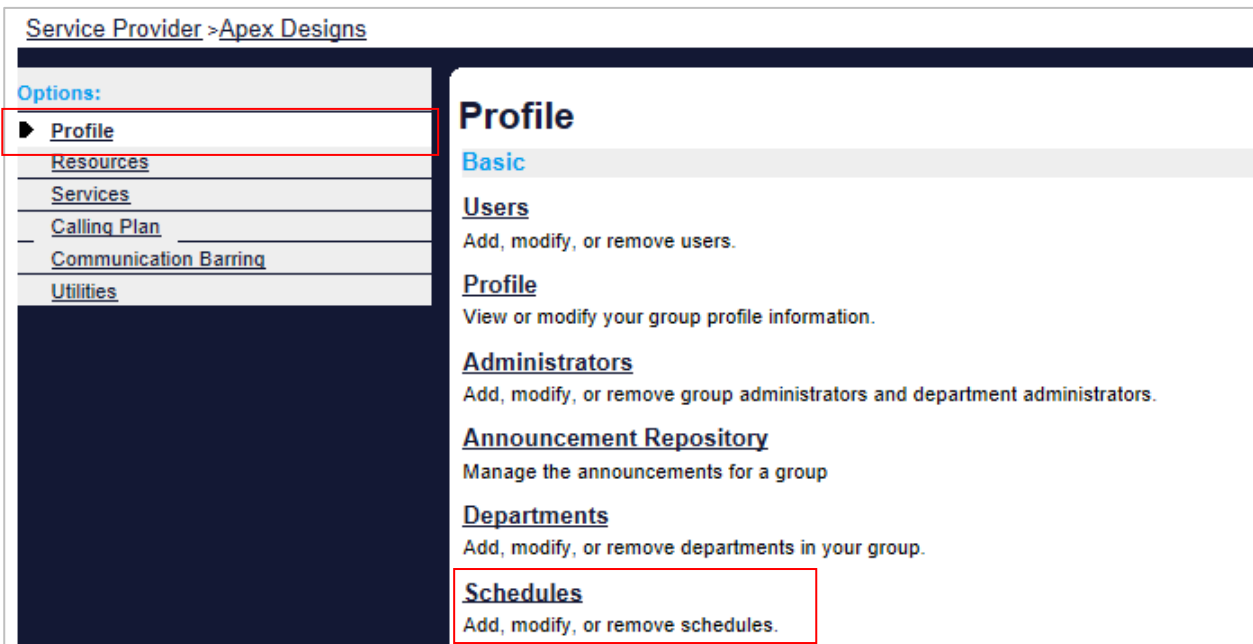 Service Provider >Apex Designs
Options:
Profile
Resources
Services
Calling Plan
Communication Barring
Utilities
Profile
Basic
Users
Add, modify, or remove users.
Profile
View or modify your group profile information.
Administrators
Add, modify, or remove group administrators and department administrators.
Announcement Repository
Manage the announcements for a group
Departments
Add, modify, or remove departments in your group.
Schedules
Add, modify, or remove schedules.